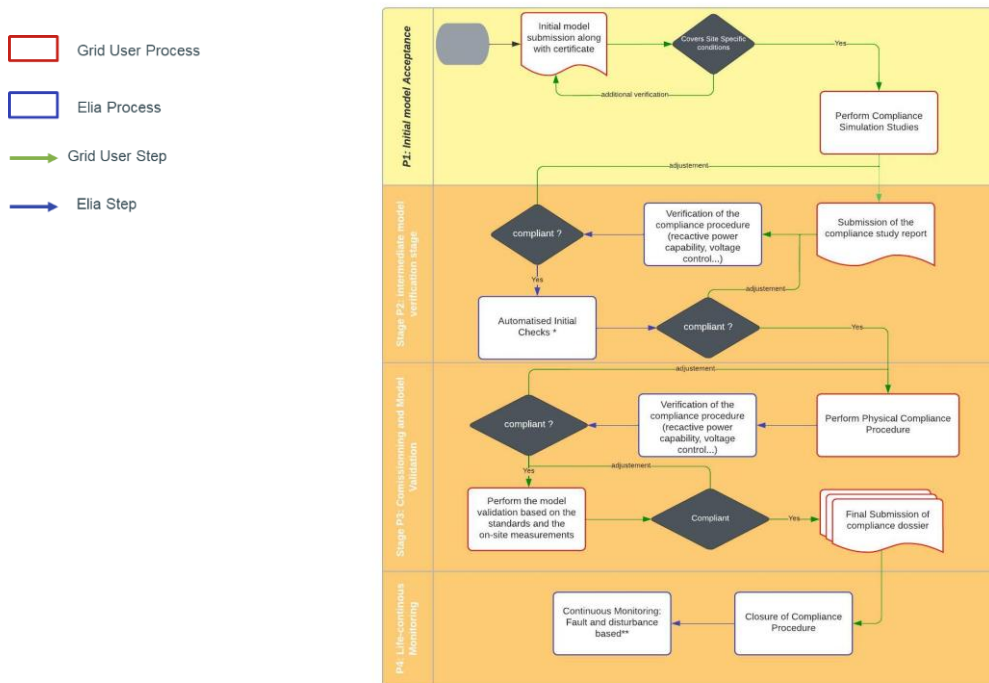 Grid User Process
Elia Process
Grid User Step
Elia Step
P1: Initial model Acceptance
Initial model
submission along
with certificate
Covers Site Specific
conditions
Yes
additional verification
Perform Compliance
Simulation Studies
adjustement
Stage P2: intermediate model
verification stage
compliant ?
Verification of the
compliance procedure
(recactive power
capability, voltage
control...)
Submission of the
compliance study report
Yes
adjustement
Automatised Initial
Checks *
compliant ?
Yes
adjustement
Stage P3: Comissionning and Model
Validation
compliant ?
Verification of the
compliance procedure
(recactive power
capability, voltage
control...)
Perform Physical Compliance
Procedure
Yes
adjustement
Perform the model
validation based on the
standards and the
on-site measurements
Compliant
Yes
Final Submission of
compliance dossier
P4: Life-continous
Monitoring
Continuous Monitoring:
Fault and disturbance
based**
Closure of Compliance
Procedure